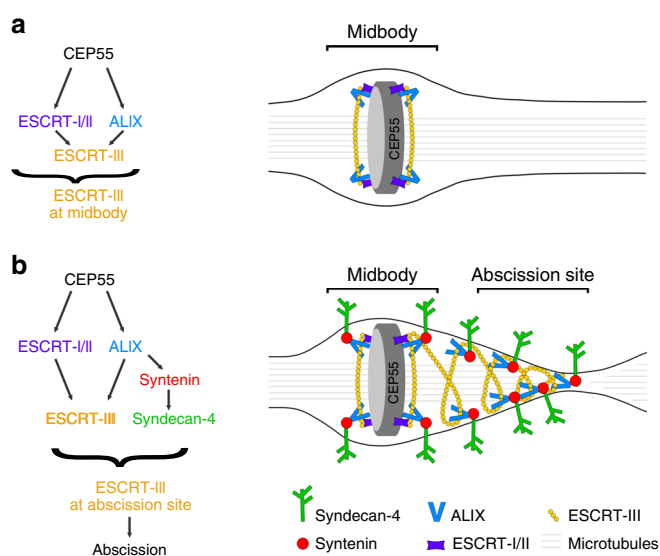 a
CEP55
ESCRT-I/II ALIX
ESCRT-III
ESCRT-III
at midbody
Midbody
CEP55
b
CEP55
ESCRT-I/II ALIX
Syntenin
ESCRT-III Syndecan-4
ESCRT-III
at abscission site
Abscission
Midbody Abscission site
CEP55
Syndecan-4 ALIX ESCRT-III
Syntenin ESCRT-I/II Microtubules